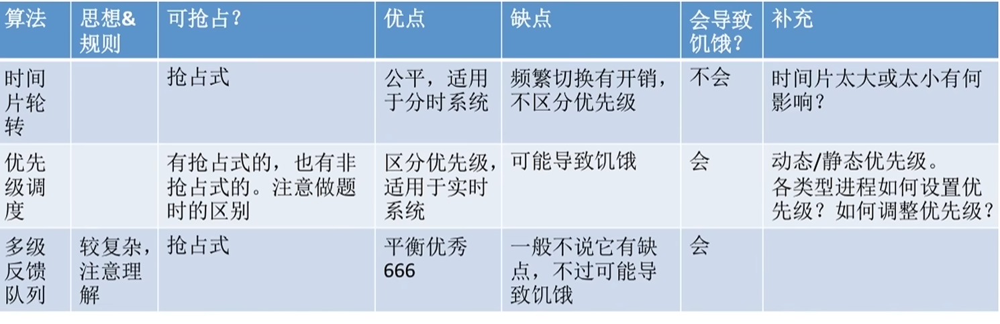 算法
思想&
规则
可抢占？
优点
缺点
会导致
饥饿？
补充
时间
片轮
转
抢占式
公平，适用
于分时系统
频繁切换有开销，
不区分优先级
不会
时间片太大或太小有何
影响？
优先
级调
度
有抢占式的，也有非
抢占式的。注意做题
时的区别
区分优先级，
适用于实时
系统
可能导致饥饿
会
动态/静态优先级。
各类型进程如何设置优
先级？如何调整优先级？
多级
反馈
队列
较复杂，
注意理
解
抢占式
平衡优秀
666
一般不说它有缺
点，不过可能导
致饥饿
会